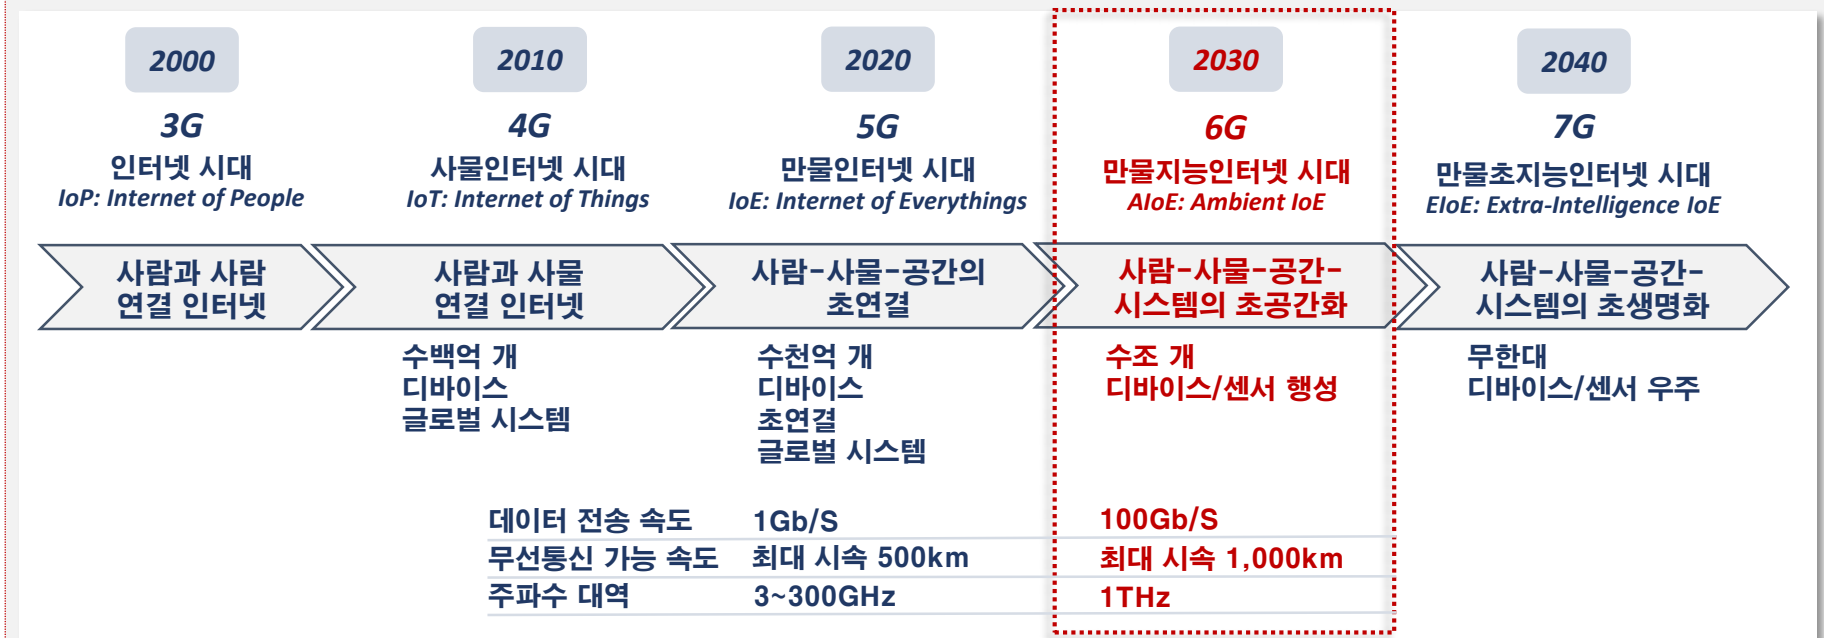 2000
3G
인터넷 시대
IoP: Internet of People
사람과 사람
연결 인터넷
2010
4G
사물인터넷 시대
IoT: Internet of Things
사람과 사물
연결 인터넷
수백억 개
디바이스
글로벌 시스템
2020
5G
만물인터넷 시대
IoE: Internet of Everythings
사람-사물-공간의
초연결
수천억 개
디바이스
초연결
글로벌 시스템
2030
6G
만물지능인터넷 시대
AIoE: Ambient IoE
사람-사물-공간-
시스템의 초공간화
수조 개
디바이스/센서 행성
2040
7G
만물초지능인터넷 시대
EIoE: Extra-Intelligence IoE
사람-사물-공간-
시스템의 초생명화
무한대
디바이스/센서 우주
데이터 전송 속도 1Gb/S 100Gb/S
무선통신 가능 속도 최대 시속 500km 최대 시속 1,000km
주파수 대역 3~300GHz 1THz